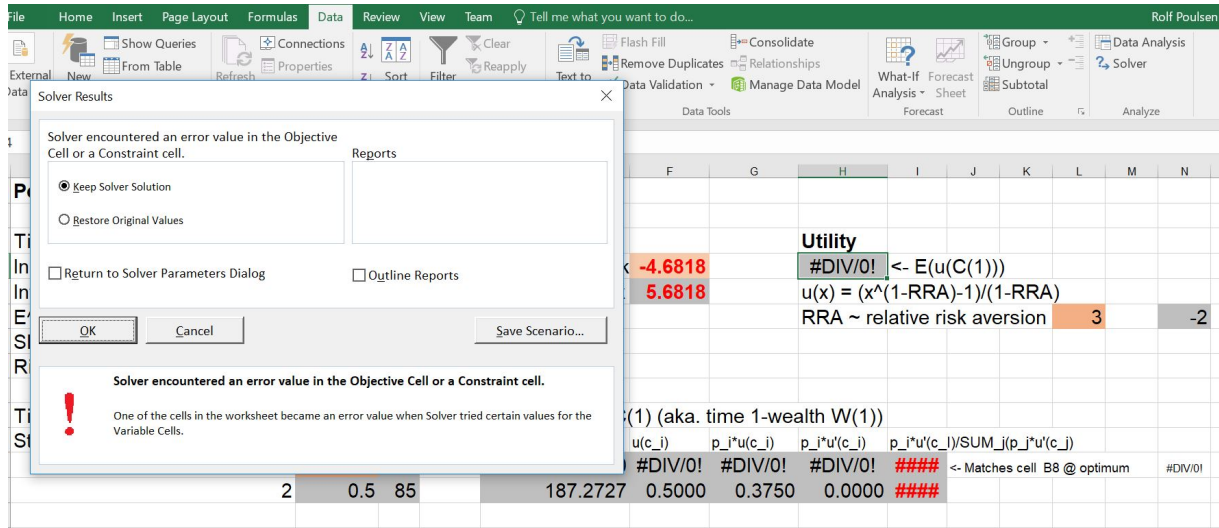 File Home Insert Page Layout Formulas Data Review View Team Tell me what you want to do... Rolf Poulsen
Show Queries Connections Flash Fill Consolidate Group Data Analysis
From Table Properties Clear Remove Duplicates Relationships Ungroup Solver
External New Refresh Sort Filter Reapply Text to Data Validation Manage Data Model What-If Forecast Subtotal
Data Analysis Sheet
Data Tools Forecast Outline Analyze
Solver Results
Solver encountered an error value in the Objective
Cell or a Constraint cell.
Reports
Keep Solver Solution
Restore Original Values
Return to Solver Parameters Dialog
Outline Reports
OK Cancel Save Scenario...
Solver encountered an error value in the Objective Cell or a Constraint cell.
One of the cells in the worksheet became an error value when Solver tried certain values for the
Variable Cells.
F G H I J K L M N
Utility
-4.6818 #DIV/0! <- E(u(C(1)))
5.6818 u(x) = (x^(1-RRA)-1)/(1-RRA)
RRA ~ relative risk aversion 3 -2
(1) (aka. time 1-wealth W(1))
u(c_i) p_i*u(c_i) p_i*u'(c_i) p_i*u'(c_I)/SUM_j(p_j*u'(c_j)
#DIV/0! #DIV/0! #DIV/0! #### <- Matches cell B8 @ optimum #DIV/0!
2 0.5 85 187.2727 0.5000 0.3750 0.0000 ####